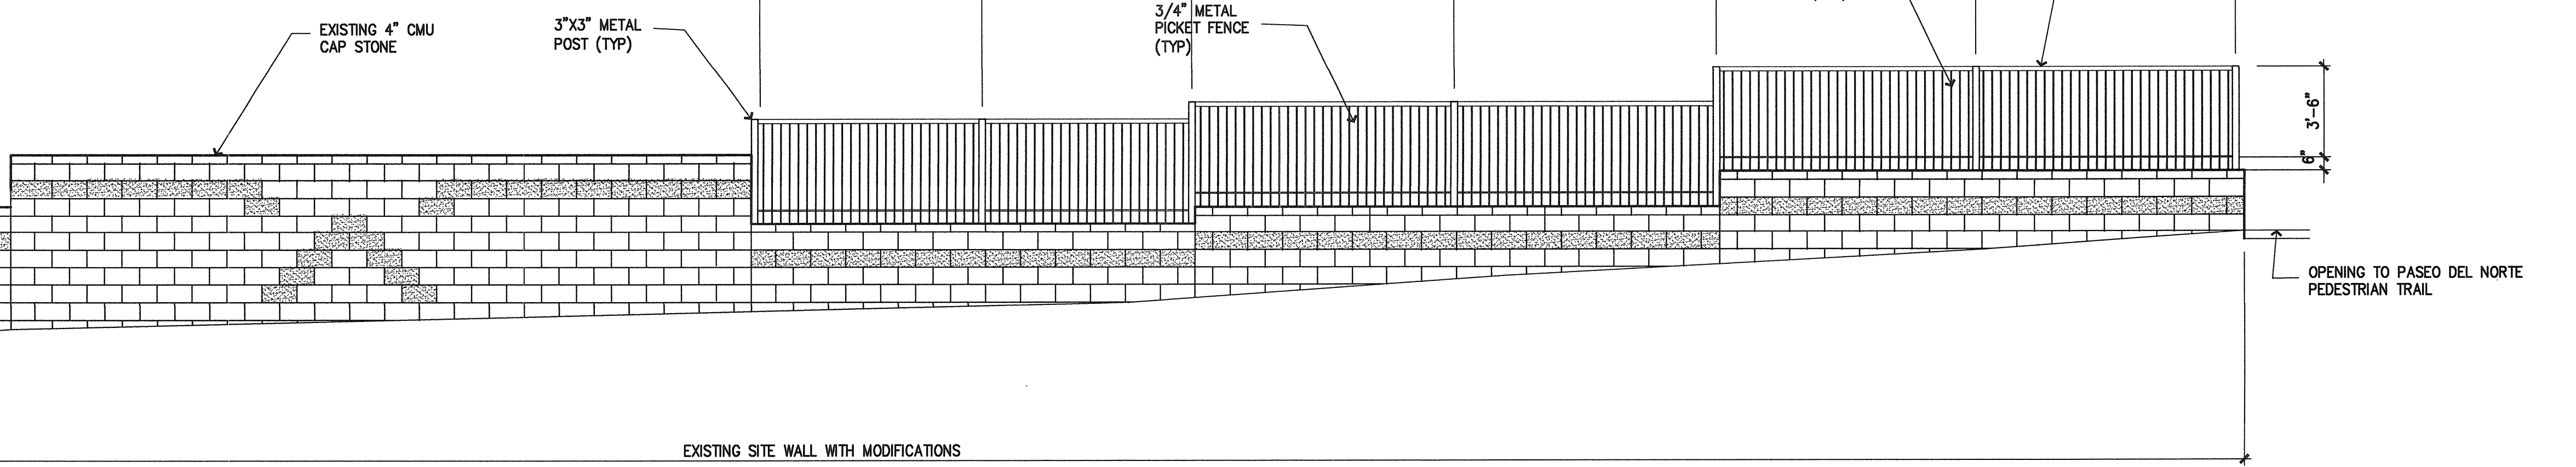 EXISTING 4" CMU
CAP STONE
3"X3" METAL
POST (TYP)
3/4" METAL
PICKET FENCE
(TYP)
3'-6"
6"
OPENING TO PASEO DEL NORTE
PEDESTRIAN TRAIL
EXISTING SITE WALL WITH MODIFICATIONS